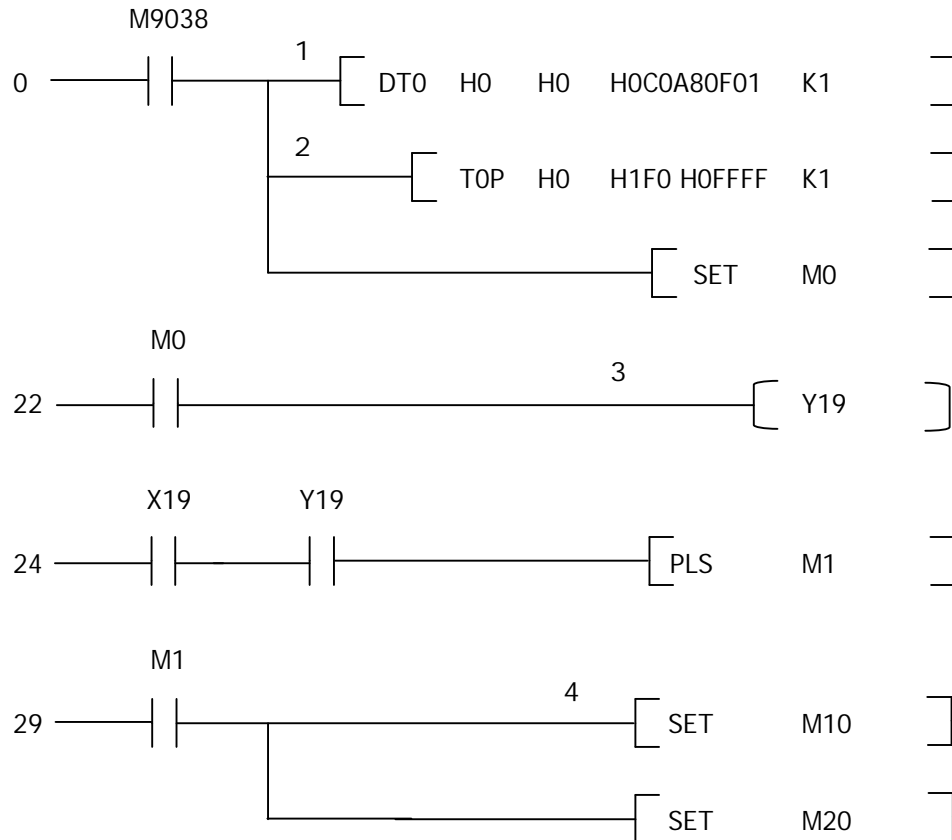 M9038
1
0 DT0 H0 H0 H0C0A80F01 K1
2
T0P H0 H1F0 H0FFFF K1
SET M0
M0
3
22 Y19
X19 Y19
24 PLS M1
M1
4
29 SET M10
SET M20